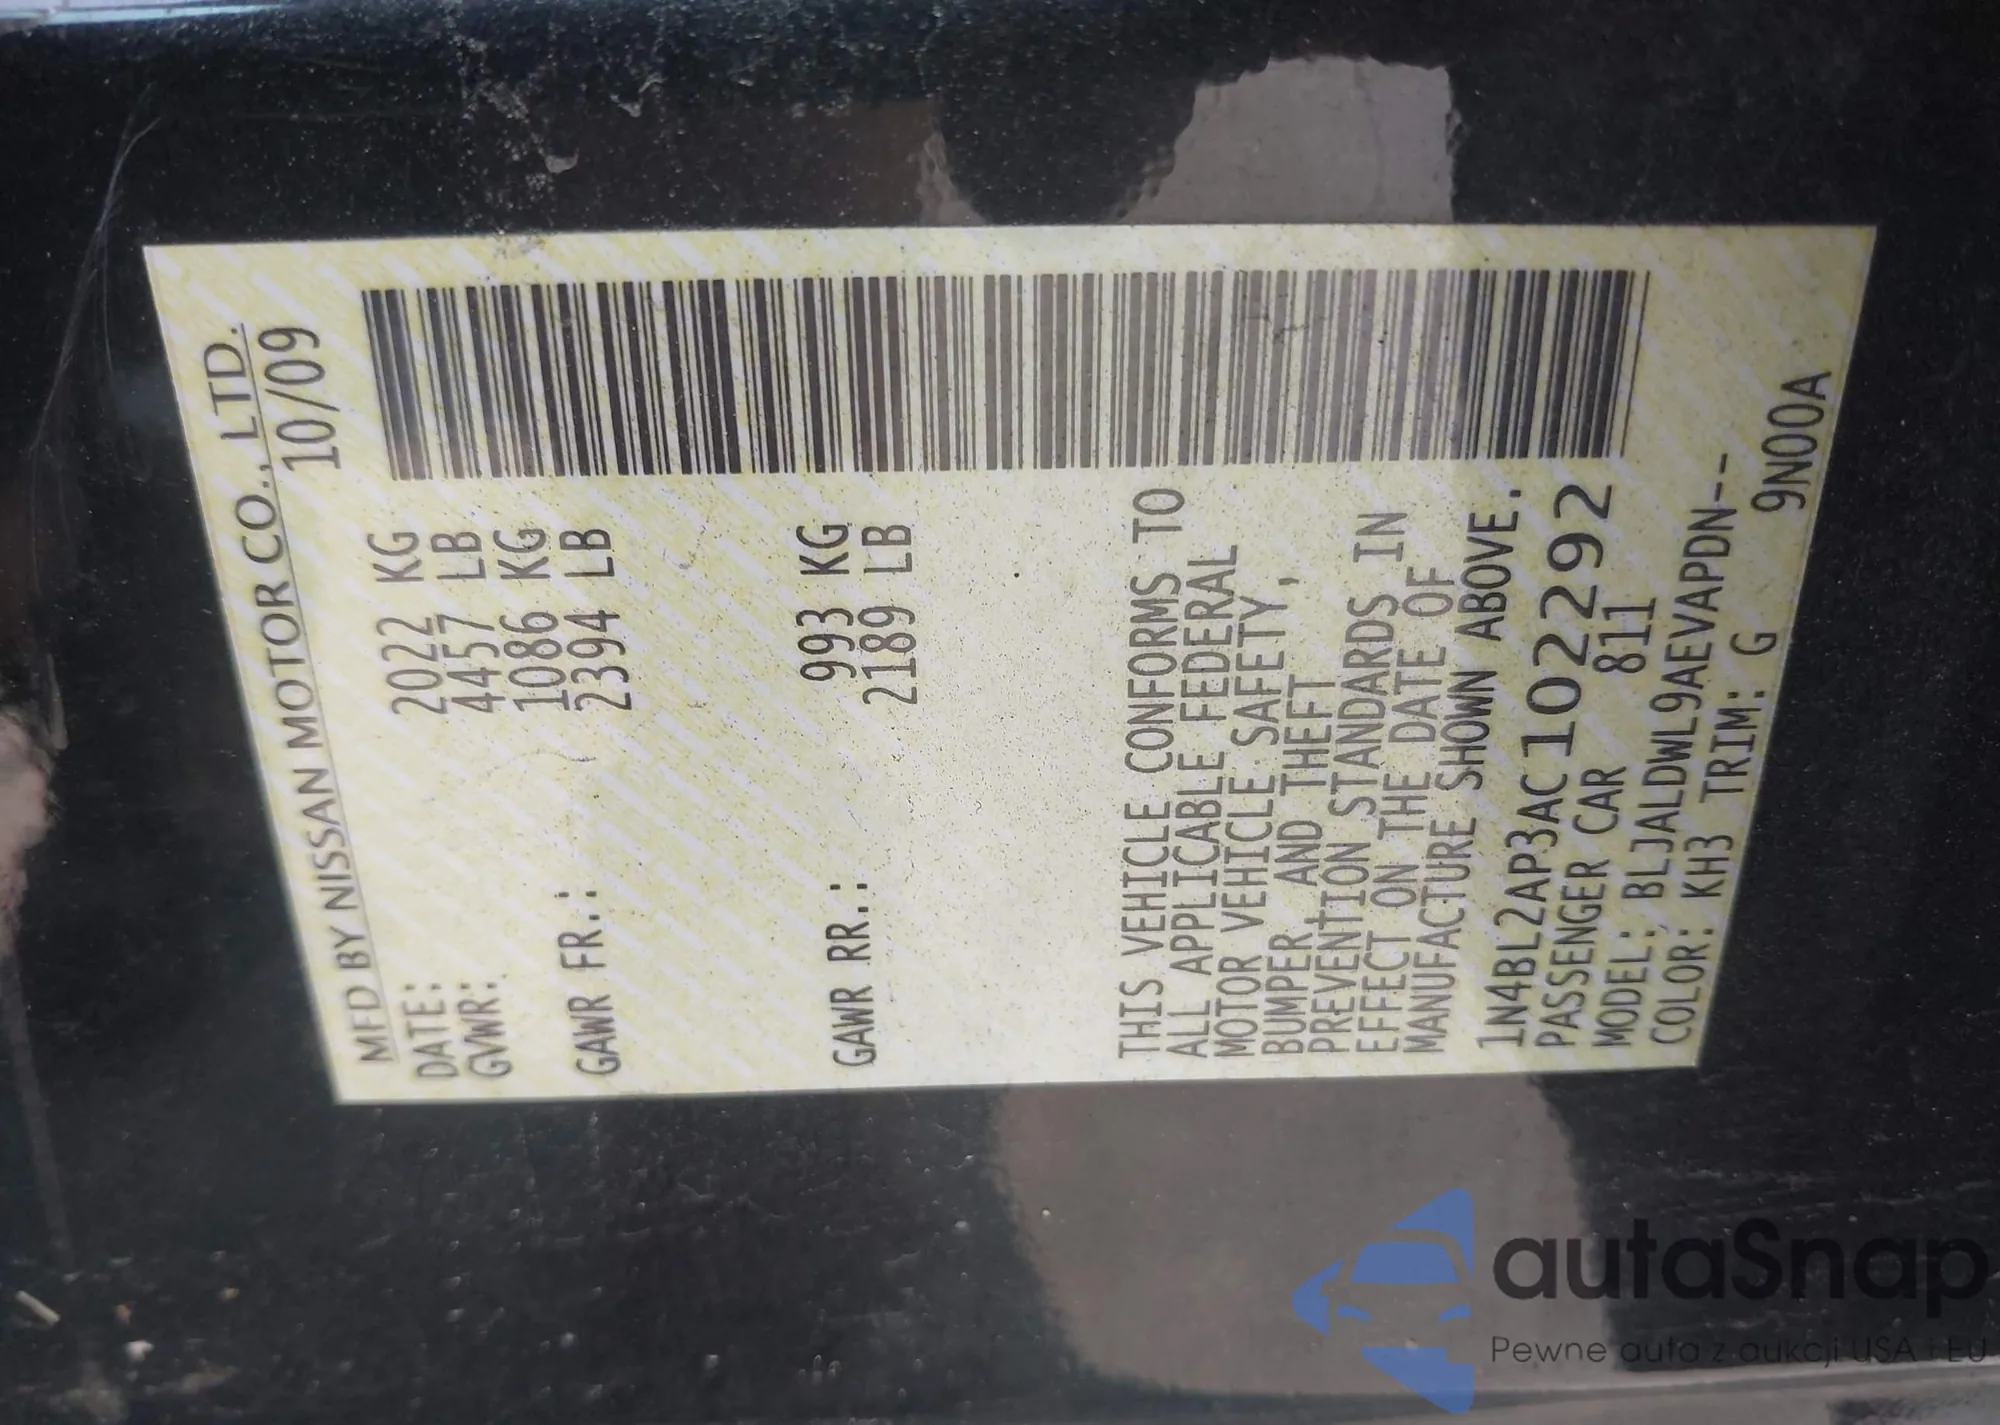 MFD BY NISSAN MOTOR CO., LTD.
DATE: 10/09
GVWR: 2022 KG
4457 LB
GAWR FR.: 1086 KG
2394 LB
GAWR RR.: 993 KG
2189 LB
THIS VEHICLE CONFORMS TO
ALL APPLICABLE FEDERAL
MOTOR VEHICLE SAFETY,
BUMPER, AND THEFT
PREVENTION STANDARDS IN
EFFECT ON THE DATE OF
MANUFACTURE SHOWN ABOVE.
1N4BL2AP3AC102292
PASSENGER CAR 811
MODEL: BLJALDWL9AEVAPDN--
COLOR: KH3 TRIM: G 9N00A
autaSnap
Pewne auta z aukcji USA i EU